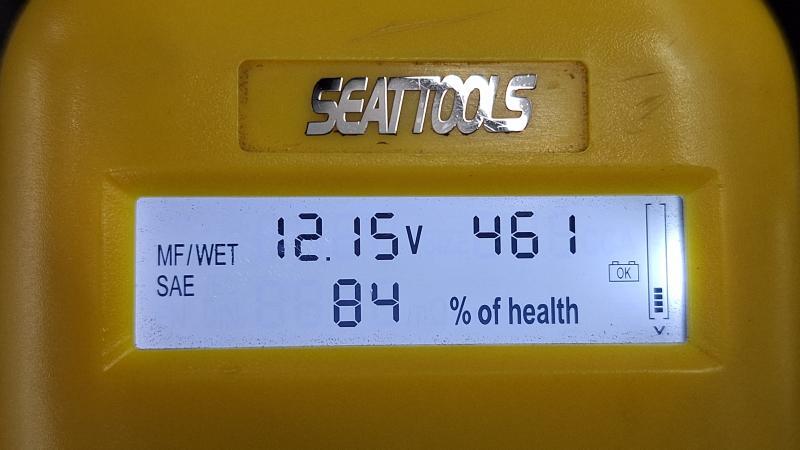 SEATTOOLS
MF/WET 12.15V 461
SAE
OK
84 % of health
V.